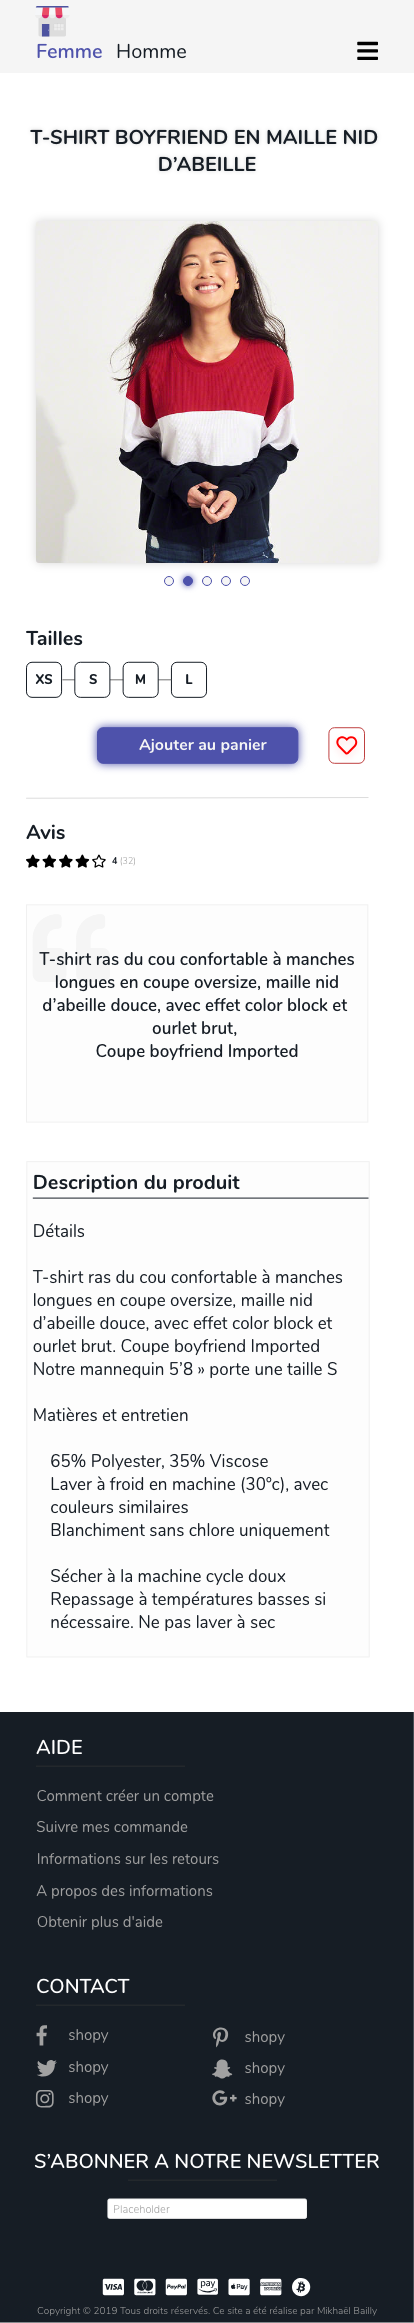 Femme Homme
T-SHIRT BOYFRIEND EN MAILLE NID
D’ABEILLE
Tailles
XS S M L
Ajouter au panier
Avis
4 (32)
T-shirt ras du cou confortable à manches
longues en coupe oversize, maille nid
d’abeille douce, avec effet color block et
ourlet brut,
Coupe boyfriend Imported
Description du produit
Détails
T-shirt ras du cou confortable à manches
longues en coupe oversize, maille nid
d’abeille douce, avec effet color block et
ourlet brut. Coupe boyfriend Imported
Notre mannequin 5’8 » porte une taille S
Matières et entretien
65% Polyester, 35% Viscose
Laver à froid en machine (30°c), avec
couleurs similaires
Blanchiment sans chlore uniquement
Sécher à la machine cycle doux
Repassage à températures basses si
nécessaire. Ne pas laver à sec
AIDE
Comment créer un compte
Suivre mes commande
Informations sur les retours
A propos des informations
Obtenir plus d'aide
CONTACT
shopy shopy
shopy shopy
shopy shopy
S’ABONNER A NOTRE NEWSLETTER
Placeholder
VISA PayPal pay Pay
Copyright © 2019 Tous droits réservés. Ce site a été réalise par Mikhaël Bailly